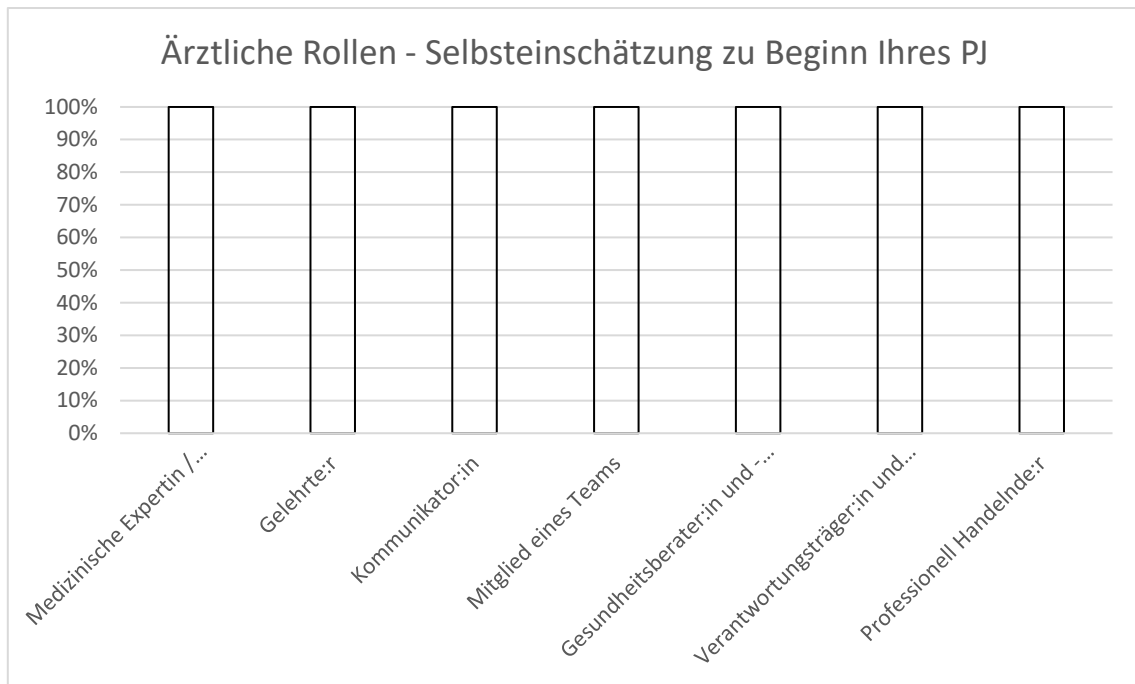 Ärztliche Rollen - Selbsteinschätzung zu Beginn Ihres PJ
100%
90%
80%
70%
60%
50%
40%
30%
20%
10%
0%
Medizinische Expertin /...
Gelehrte:r
Kommunikator:in
Mitglied eines Teams
Gesundheitsberater:in und -...
Verantwortungsträger:in und...
Professionell Handelnde:r